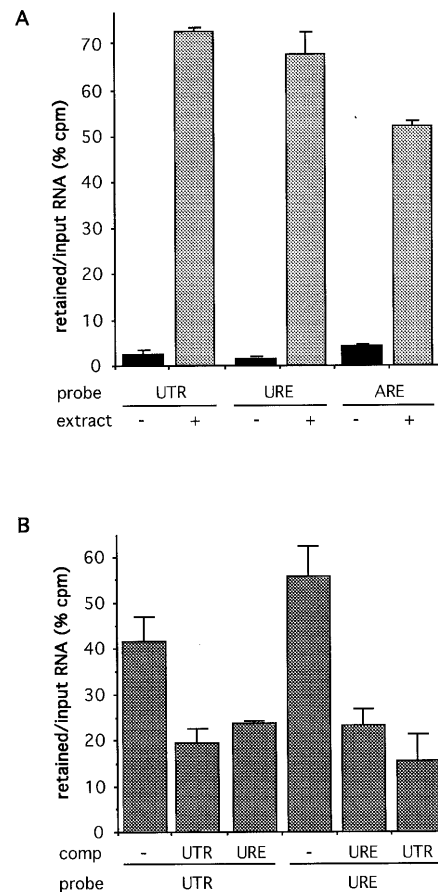 A
retained/input RNA (% cpm)
70
60
50
40
30
20
10
0
probe UTR URE ARE
extract - + - + - +
B
retained/input RNA (% cpm)
60
50
40
30
20
10
0
comp - UTR URE - URE UTR
probe UTR URE